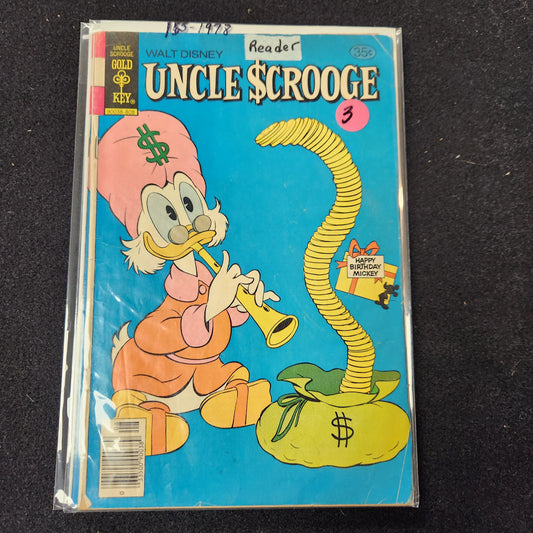 155-1978
Reader
UNCLE
SCROOGE
GOLD
KEY
WALT DISNEY
35¢
UNCLE $CROOGE
3
$
HAPPY
BIRTHDAY
MICKEY
$